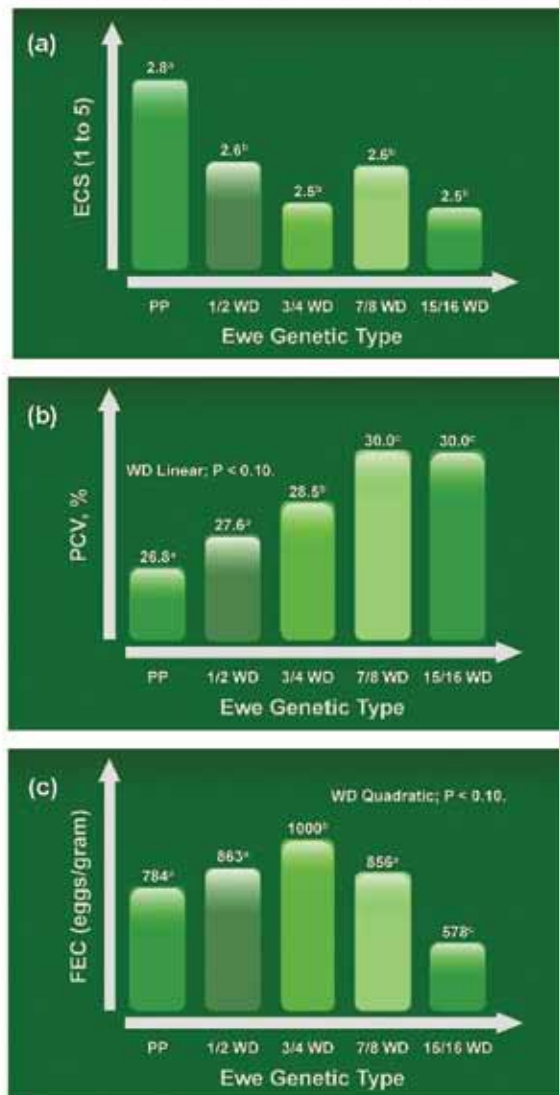 (a)
2.8ᵃ
2.6ᵇ
2.5ᵇ
2.6ᵇ
2.5ᵇ
ECS (1 to 5)
PP 1/2 WD 3/4 WD 7/8 WD 15/16 WD
Ewe Genetic Type
(b)
WD Linear; P < 0.10.
26.8ᵃ
27.6ᵃ
28.5ᵇ
30.0ᶜ
30.0ᶜ
PCV, %
PP 1/2 WD 3/4 WD 7/8 WD 15/16 WD
Ewe Genetic Type
(c)
WD Quadratic; P < 0.10.
784ᵃ
863ᵃ
1000ᵇ
856ᵃ
578ᶜ
FEC (eggs/gram)
PP 1/2 WD 3/4 WD 7/8 WD 15/16 WD
Ewe Genetic Type